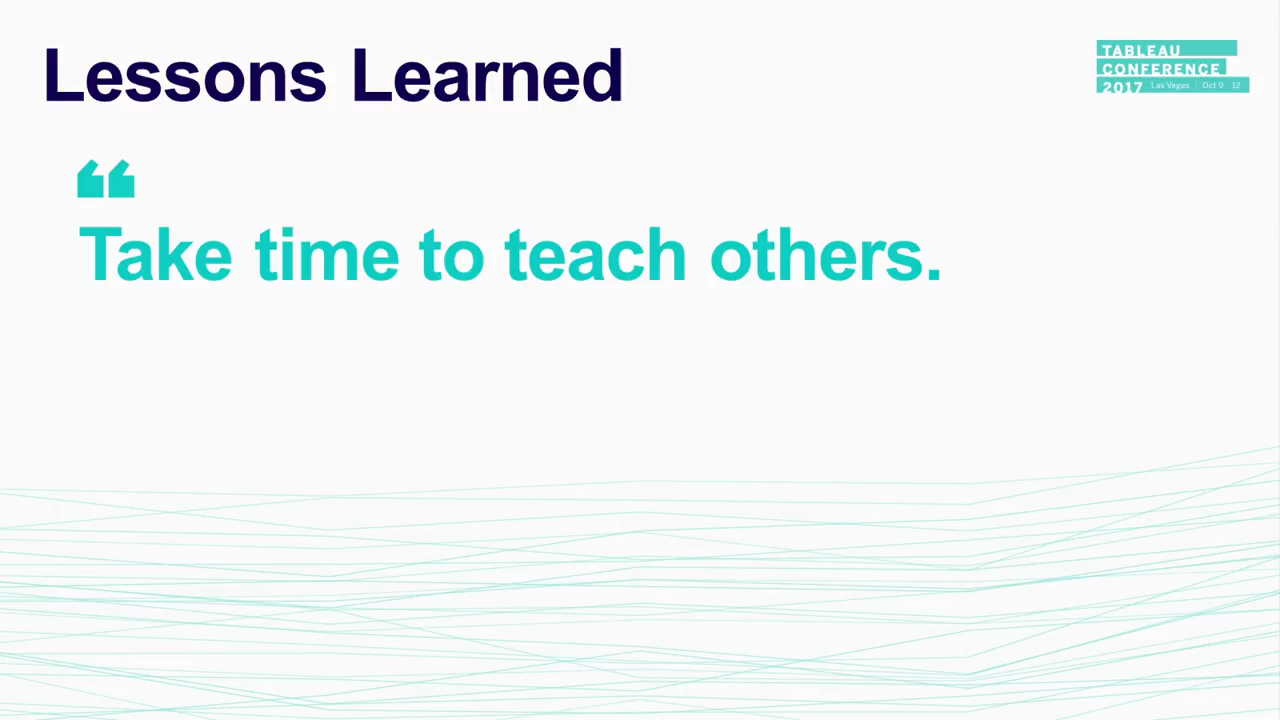 Lessons Learned
TABLEAU
CONFERENCE
2017 Las Vegas | Oct 9 12
“
Take time to teach others.